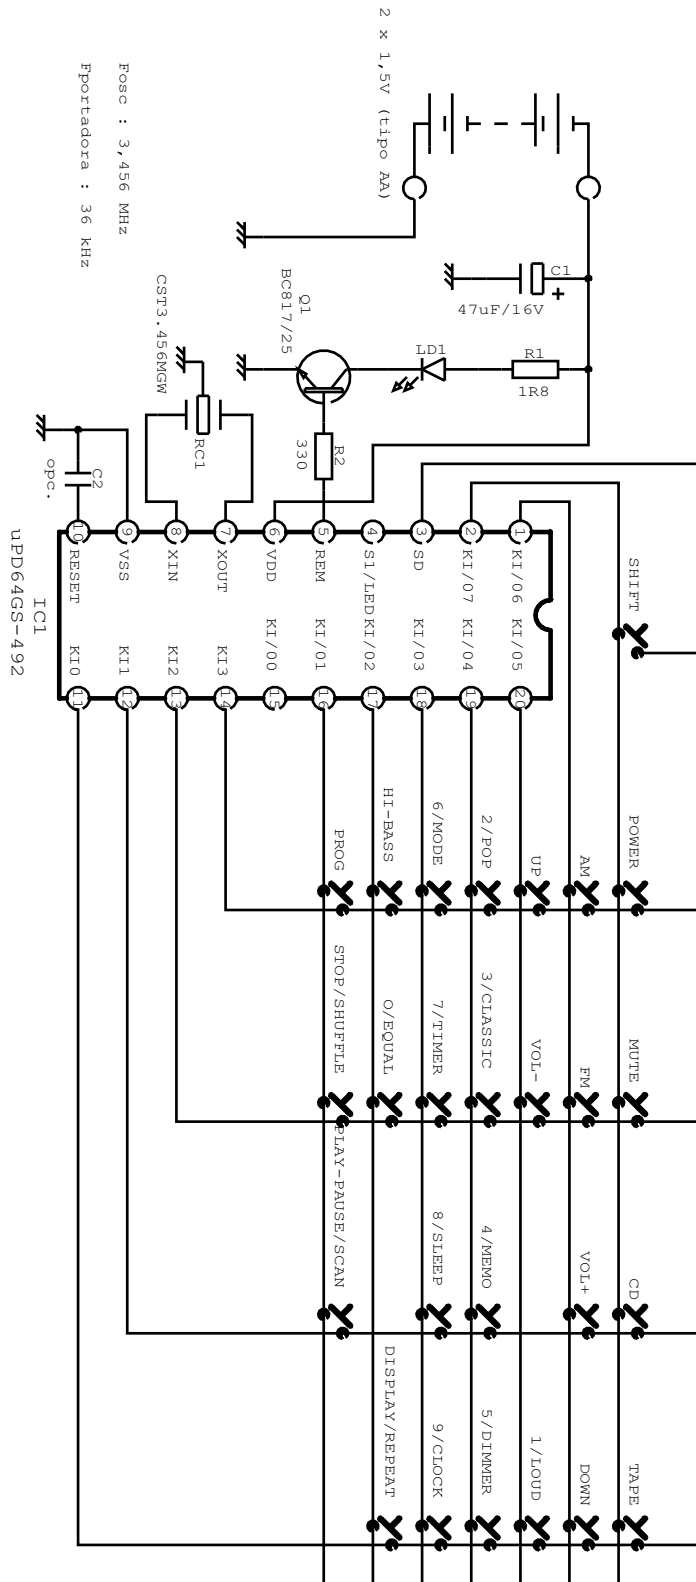 2 x 1,5V (tipo AA)
Fosc : 3,456 MHz
Fportadora : 36 kHz
C1
+
47uF/16V
Q1
BC817/25
LD1
R1
1R8
CST3.456MGW
RC1
R2
330
C2
opc.
10
9
8
7
6
5
4
3
2
1
RESET
VSS
XIN
XOUT
VDD
REM
S1/LED
SD
KI/07
KI/06
IC1
uPD64GS-492
KI0
KI1
KI2
KI3
KI/00
KI/01
KI/02
KI/03
KI/04
KI/05
11
12
13
14
15
16
17
18
19
20
SHIFT
PROG
HI-BASS
6/MODE
2/POP
UP
AM
POWER
STOP/SHUFFLE
0/EQUAL
7/TIMER
3/CLASSIC
VOL-
FM
MUTE
PLAY-PAUSE/SCAN
8/SLEEP
4/MEMO
VOL+
CD
DISPLAY/REPEAT
9/CLOCK
5/DIMMER
1/LOUD
DOWN
TAPE